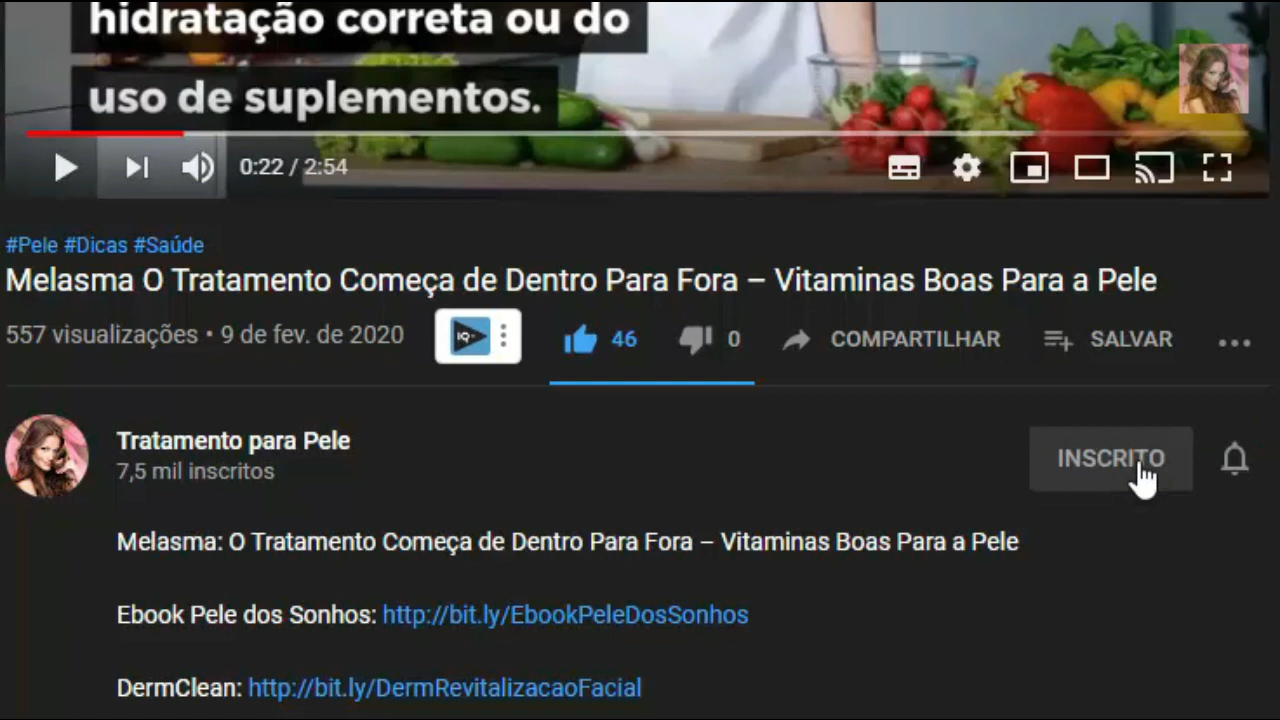 hidratação correta ou do
uso de suplementos.
0:22 / 2:54
#Pele #Dicas #Saúde
Melasma O Tratamento Começa de Dentro Para Fora – Vitaminas Boas Para a Pele
557 visualizações • 9 de fev. de 2020
IQ
46
0
COMPARTILHAR
SALVAR
Tratamento para Pele
INSCRITO
7,5 mil inscritos
Melasma: O Tratamento Começa de Dentro Para Fora – Vitaminas Boas Para a Pele
Ebook Pele dos Sonhos: http://bit.ly/EbookPeleDosSonhos
DermClean: http://bit.ly/DermRevitalizacaoFacial